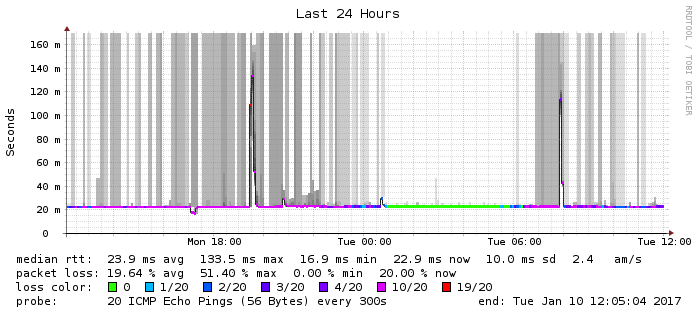 Last 24 Hours
RRDTOOL / TOBI OETIKER
Seconds
160 m
140 m
120 m
100 m
80 m
60 m
40 m
20 m
0
Mon 18:00 Tue 00:00 Tue 06:00 Tue 12:00
median rtt: 23.9 ms avg 133.5 ms max 16.9 ms min 22.9 ms now 10.0 ms sd 2.4 am/s
packet loss: 19.64 % avg 51.40 % max 0.00 % min 20.00 % now
loss color: 0 1/20 2/20 3/20 4/20 10/20 19/20
probe: 20 ICMP Echo Pings (56 Bytes) every 300s end: Tue Jan 10 12:05:04 2017